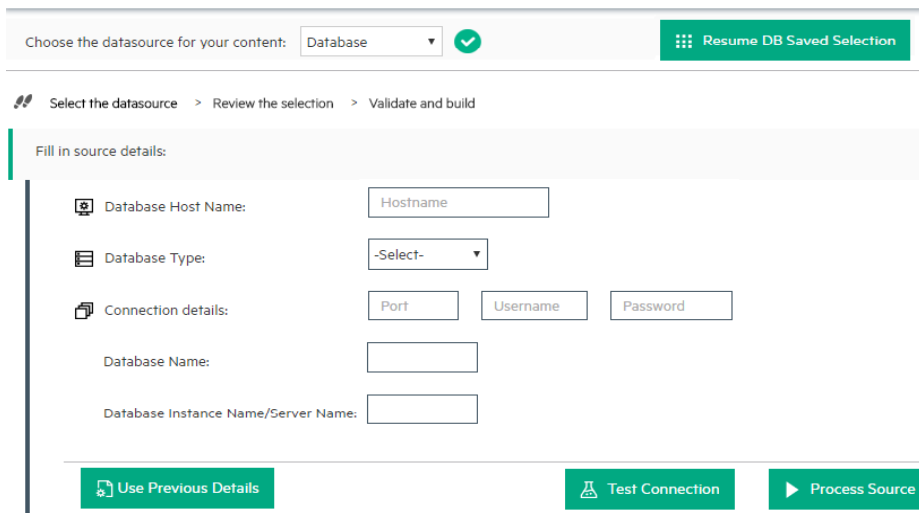 Choose the datasource for your content: Database Resume DB Saved Selection
Select the datasource > Review the selection > Validate and build
Fill in source details:
Database Host Name: Hostname
Database Type: -Select-
Connection details: Port Username Password
Database Name:
Database Instance Name/Server Name:
Use Previous Details Test Connection Process Source